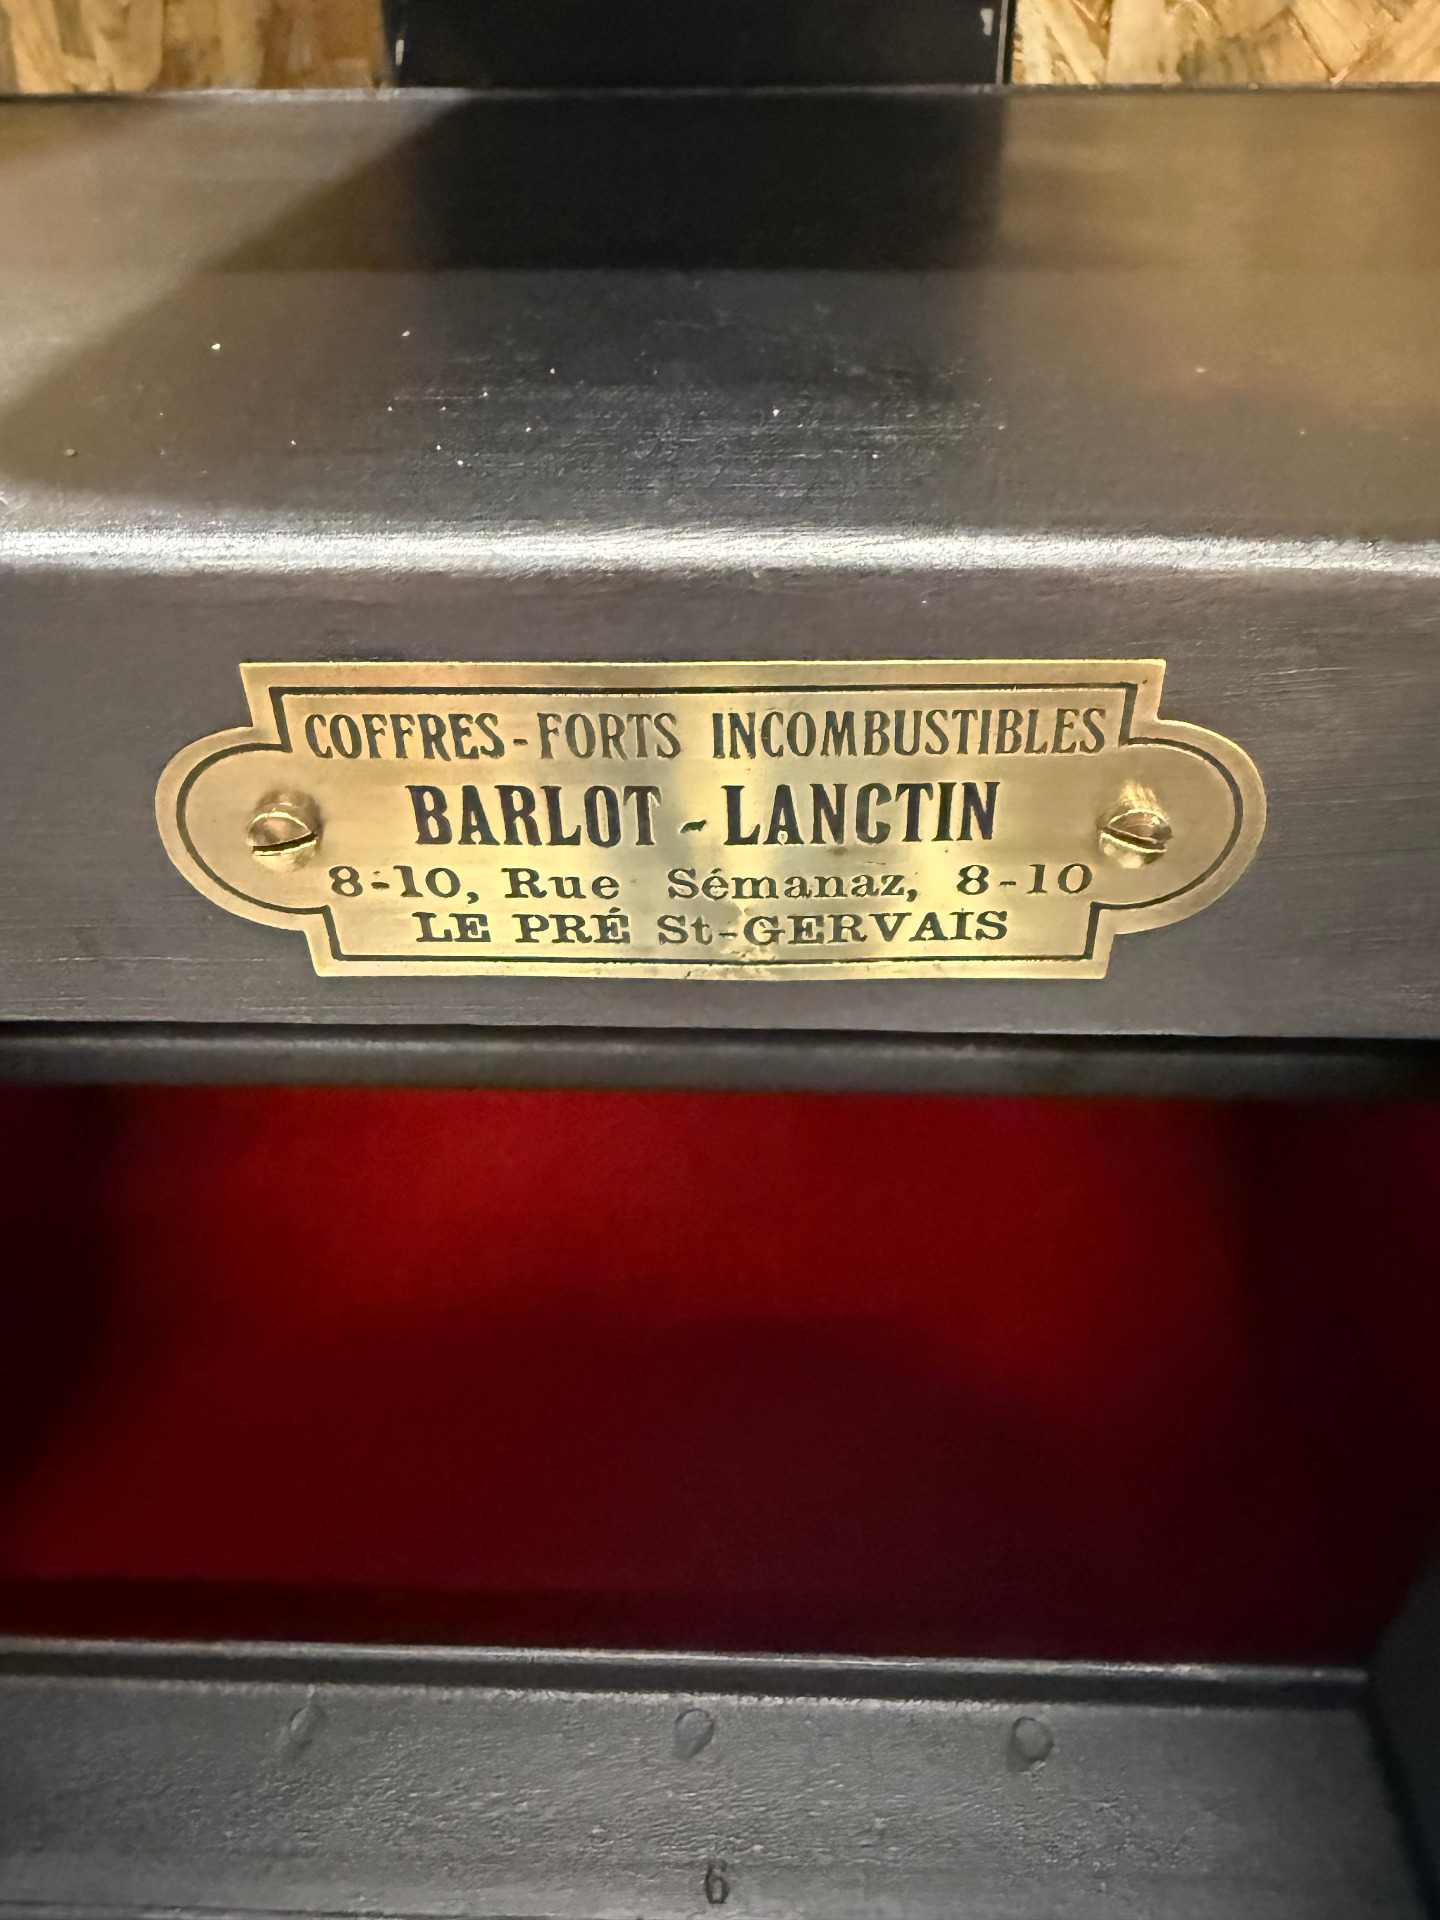 COFFRES-FORTS INCOMBUSTIBLES
BARLOT-LANCTIN
8-10, Rue Sémanaz, 8-10
LE PRÉ St-GERVAIS
6